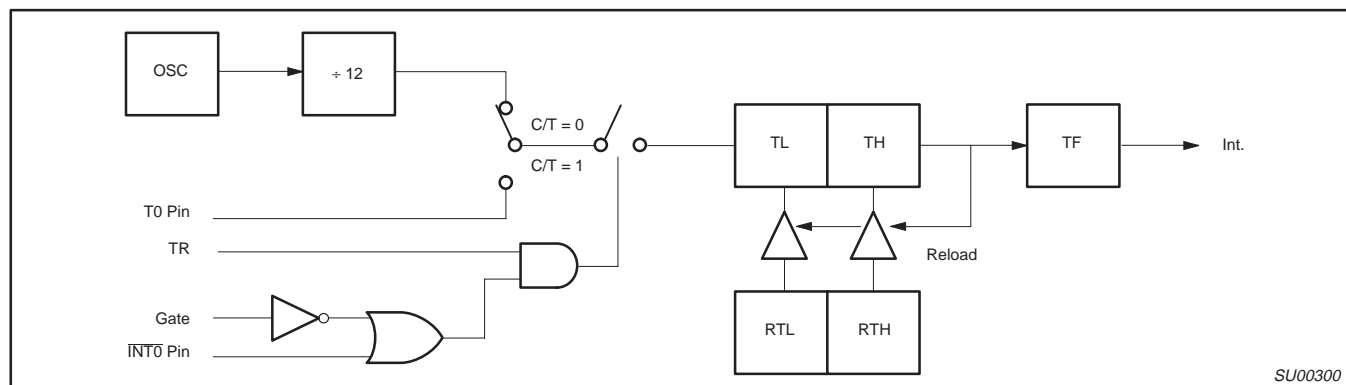 OSC
÷ 12
C/T = 0
C/T = 1
TL
TH
TF
Int.
T0 Pin
TR
Reload
Gate
INT0 Pin
RTL
RTH
SU00300